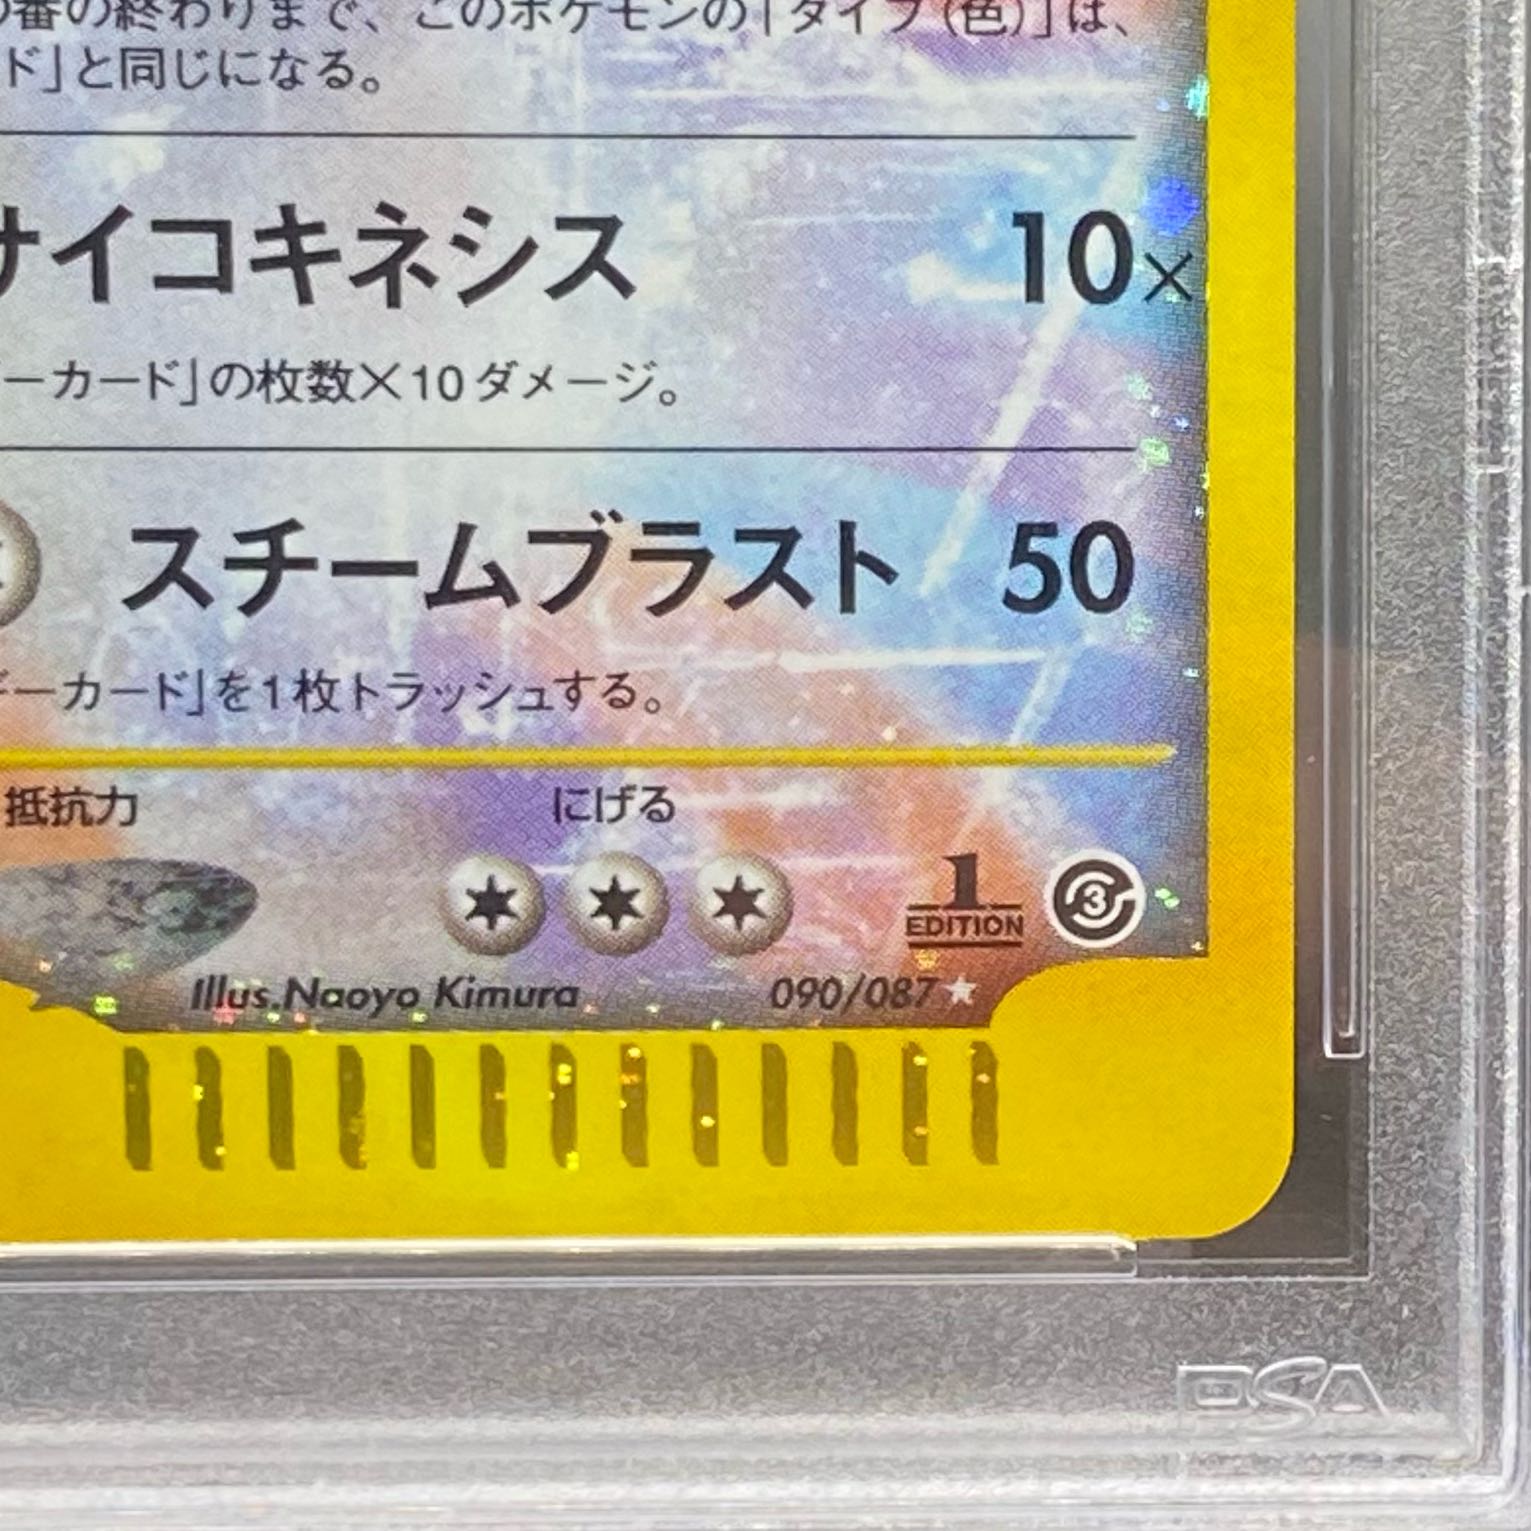 の番の終わりまで、このポケモンの「タイプ(色)」は、
ド」と同じになる。
サイコキネシス 10×
ーカード」の枚数×10ダメージ。
スチームブラスト 50
ーカード」を1枚トラッシュする。
抵抗力 にげる
1 EDITION 3
Illus.Naoyo Kimura 090/087★
PSA